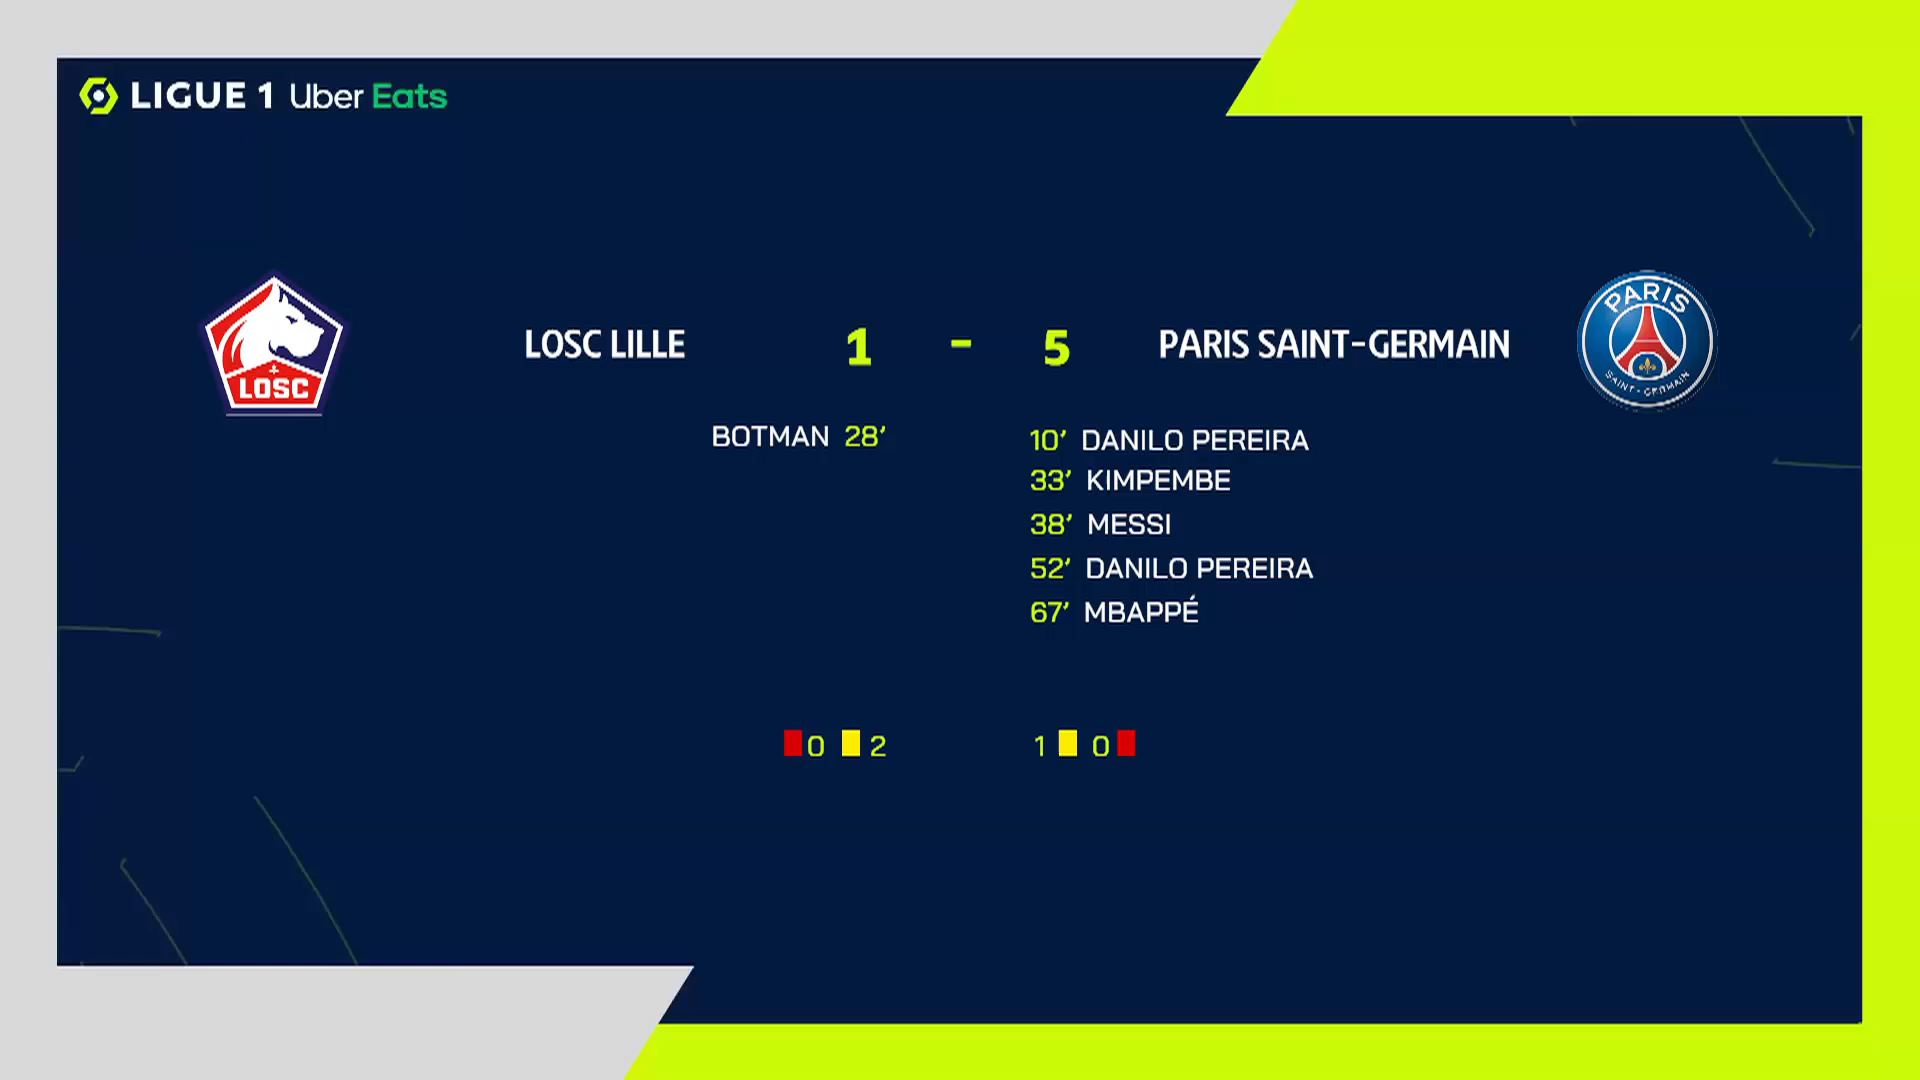 LIGUE 1 Uber Eats
LOSC LILLE 1 - 5 PARIS SAINT-GERMAIN
LOSC
PARIS
SAINT-GERMAIN
BOTMAN 28’
10’ DANILO PEREIRA
33’ KIMPEMBE
38’ MESSI
52’ DANILO PEREIRA
67’ MBAPPÉ
0 2
1 0